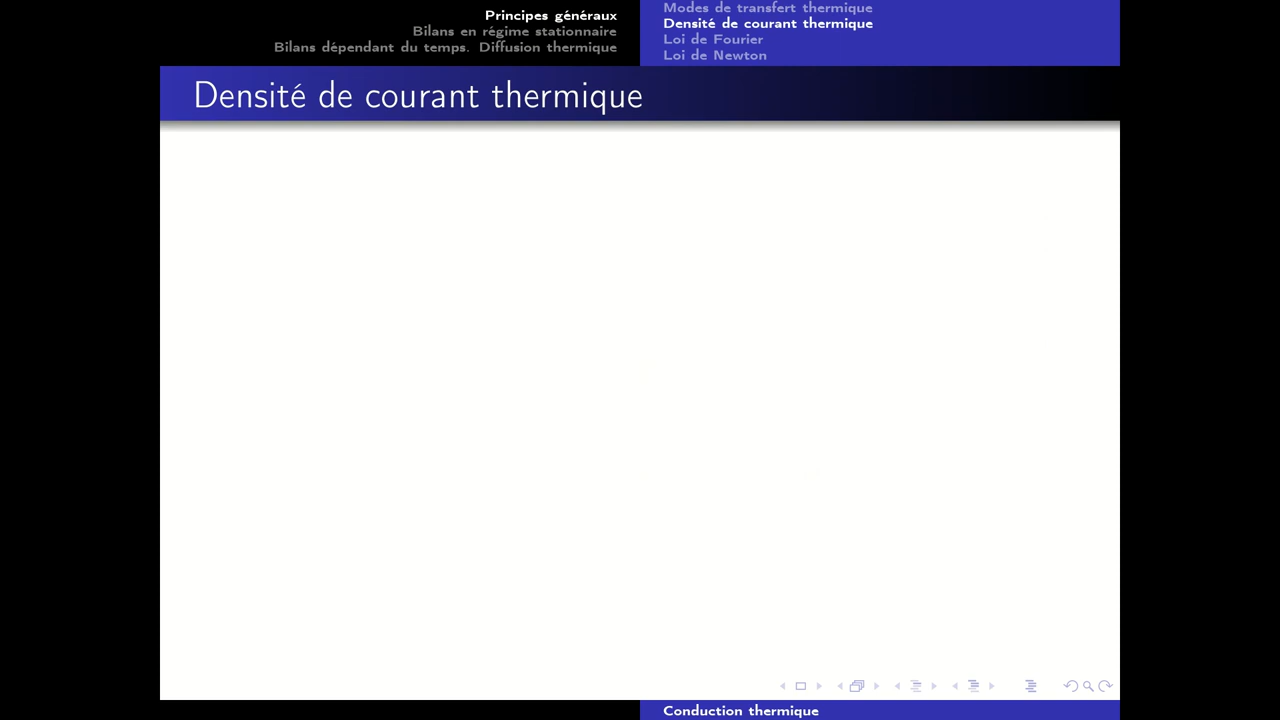 Principes généraux
Bilans en régime stationnaire
Bilans dépendant du temps. Diffusion thermique
Modes de transfert thermique
Densité de courant thermique
Loi de Fourier
Loi de Newton
Densité de courant thermique
Conduction thermique